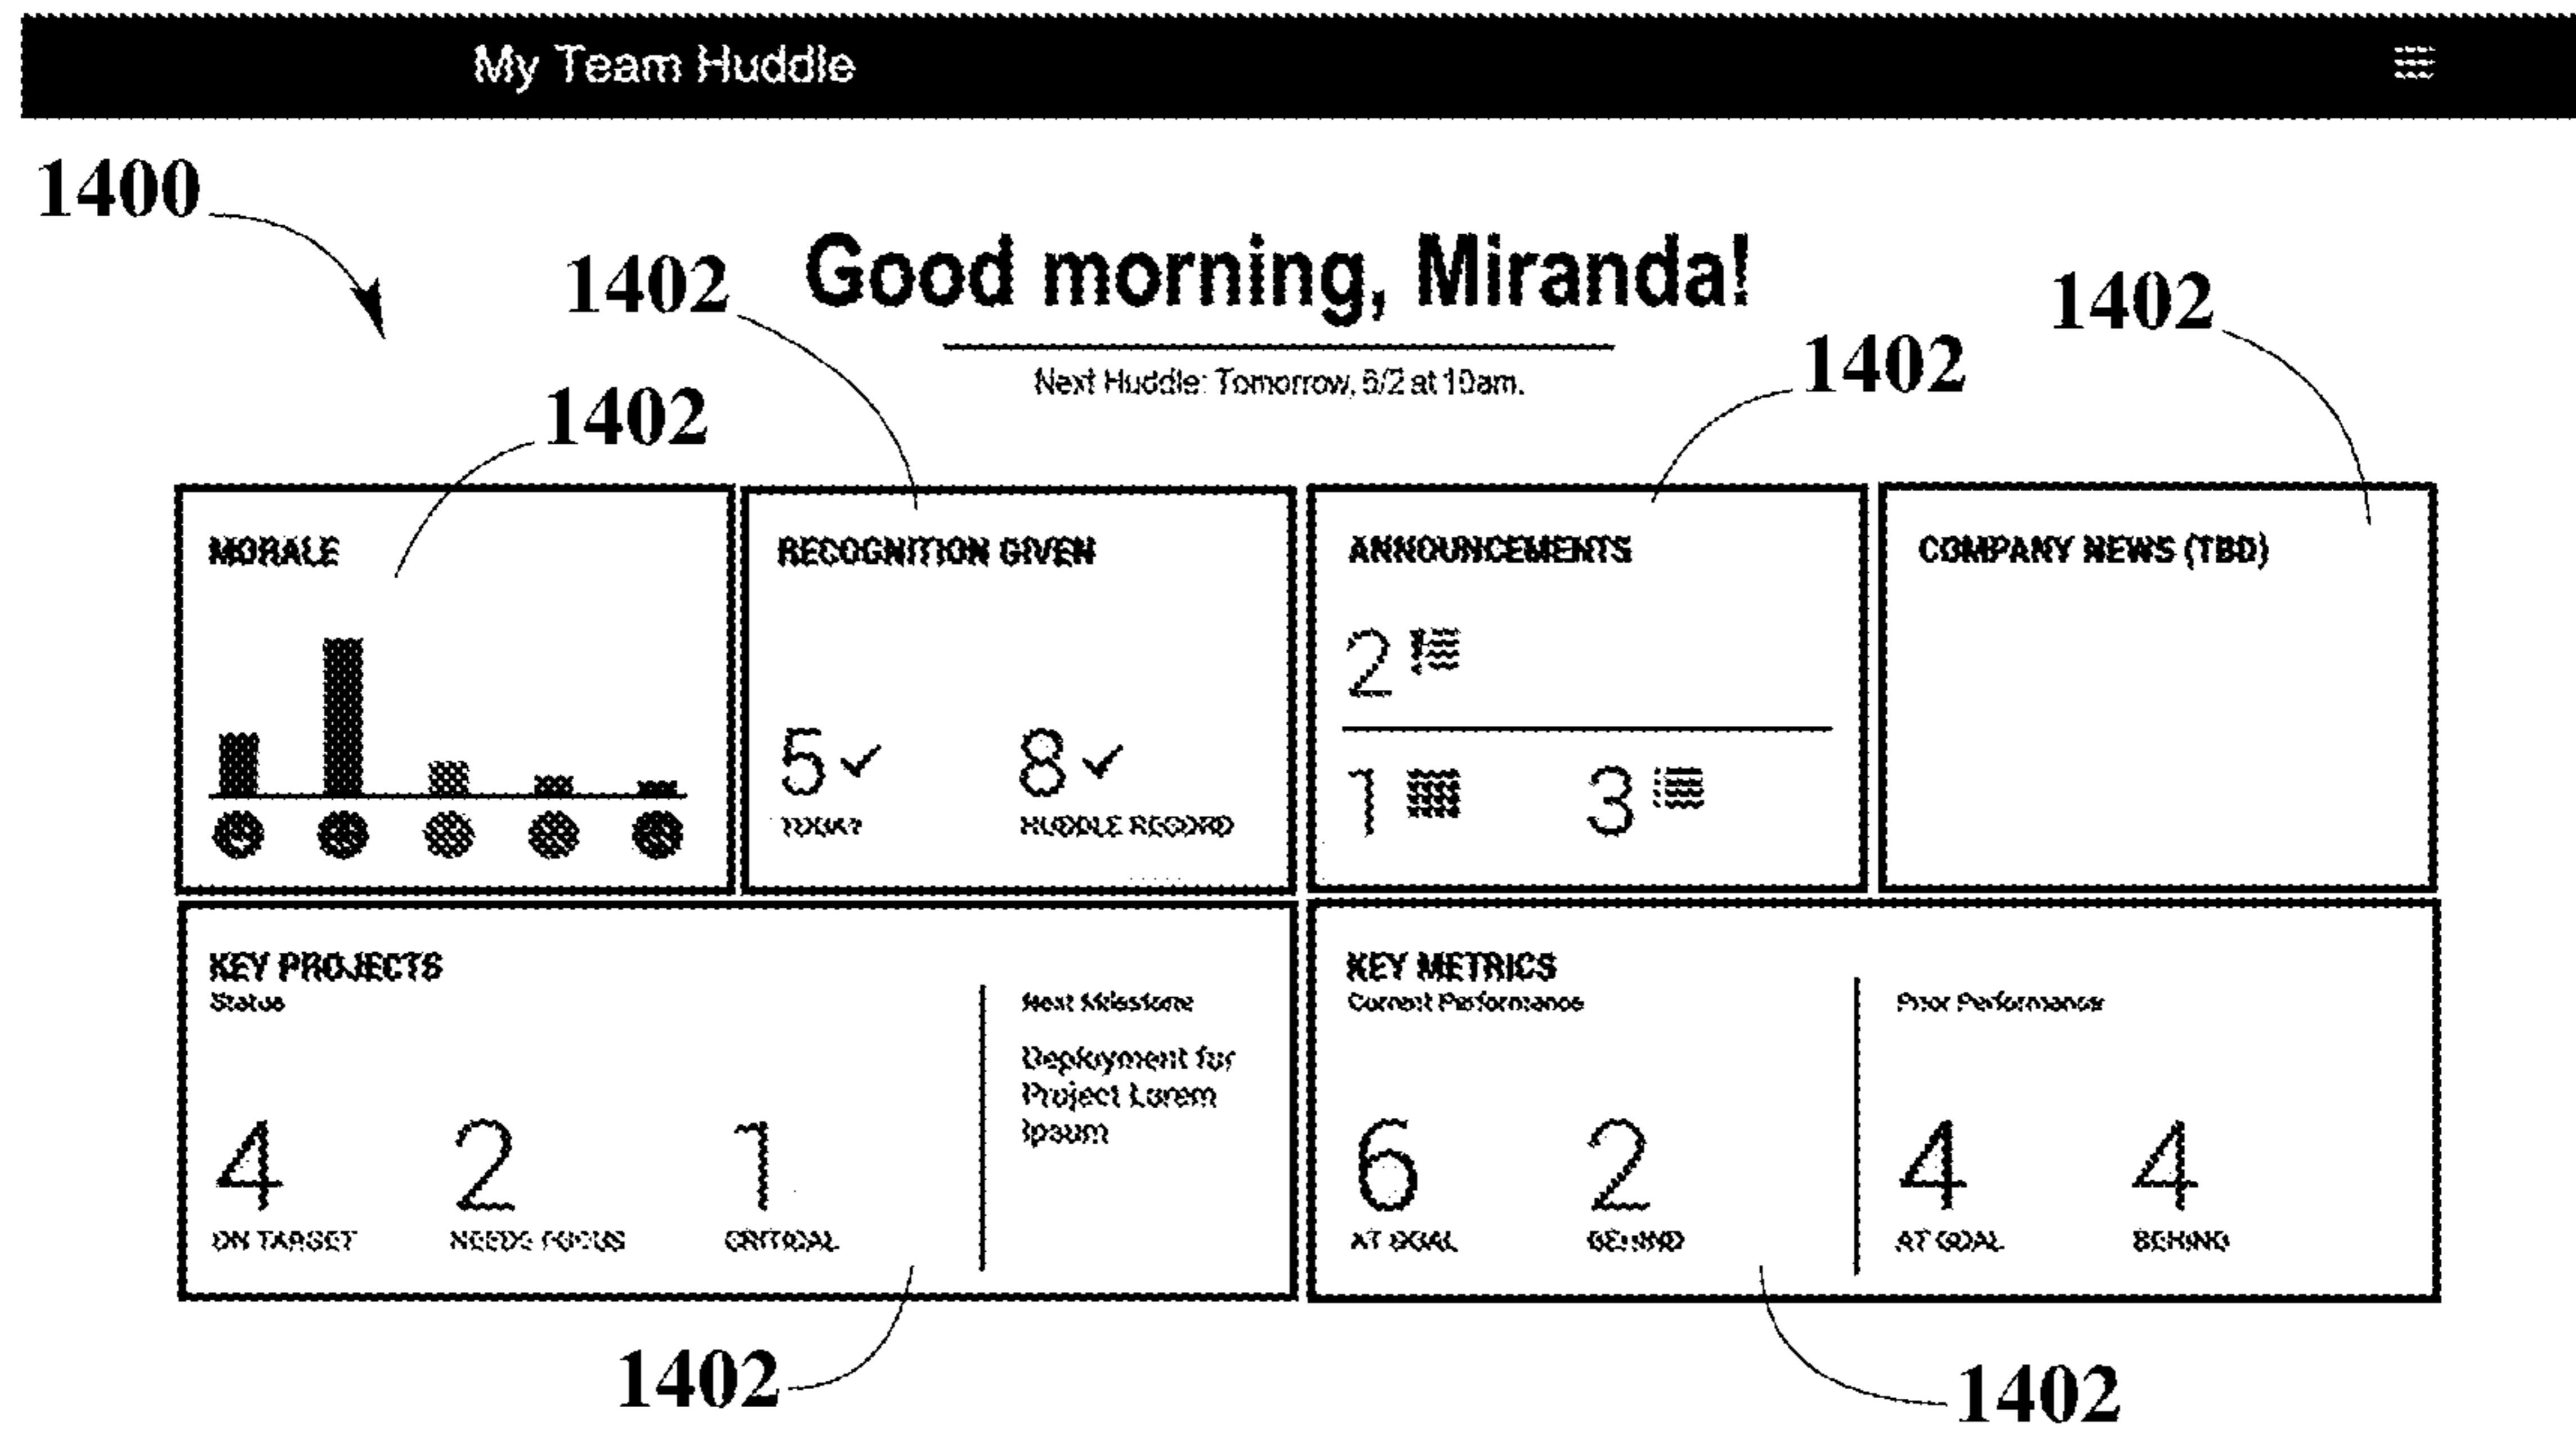 My Team Huddle
1400
Good morning, Miranda!
1402
1402
1402
1402
Next Huddle: Tomorrow, 6/2 at 10am.
MORALE
RECOGNITION GIVEN
5
8
TODAY
HUDDLE RECORD
ANNOUNCEMENTS
2
1
3
COMPANY NEWS (TBD)
KEY PROJECTS
Status
4
2
1
ON TARGET
NEEDS FOCUS
CRITICAL
Next Milestone
Deployment for
Project Lorem
Ipsum
KEY METRICS
Current Performance
6
2
AT GOAL
BEHIND
Prior Performance
4
4
AT GOAL
BEHIND
1402
1402